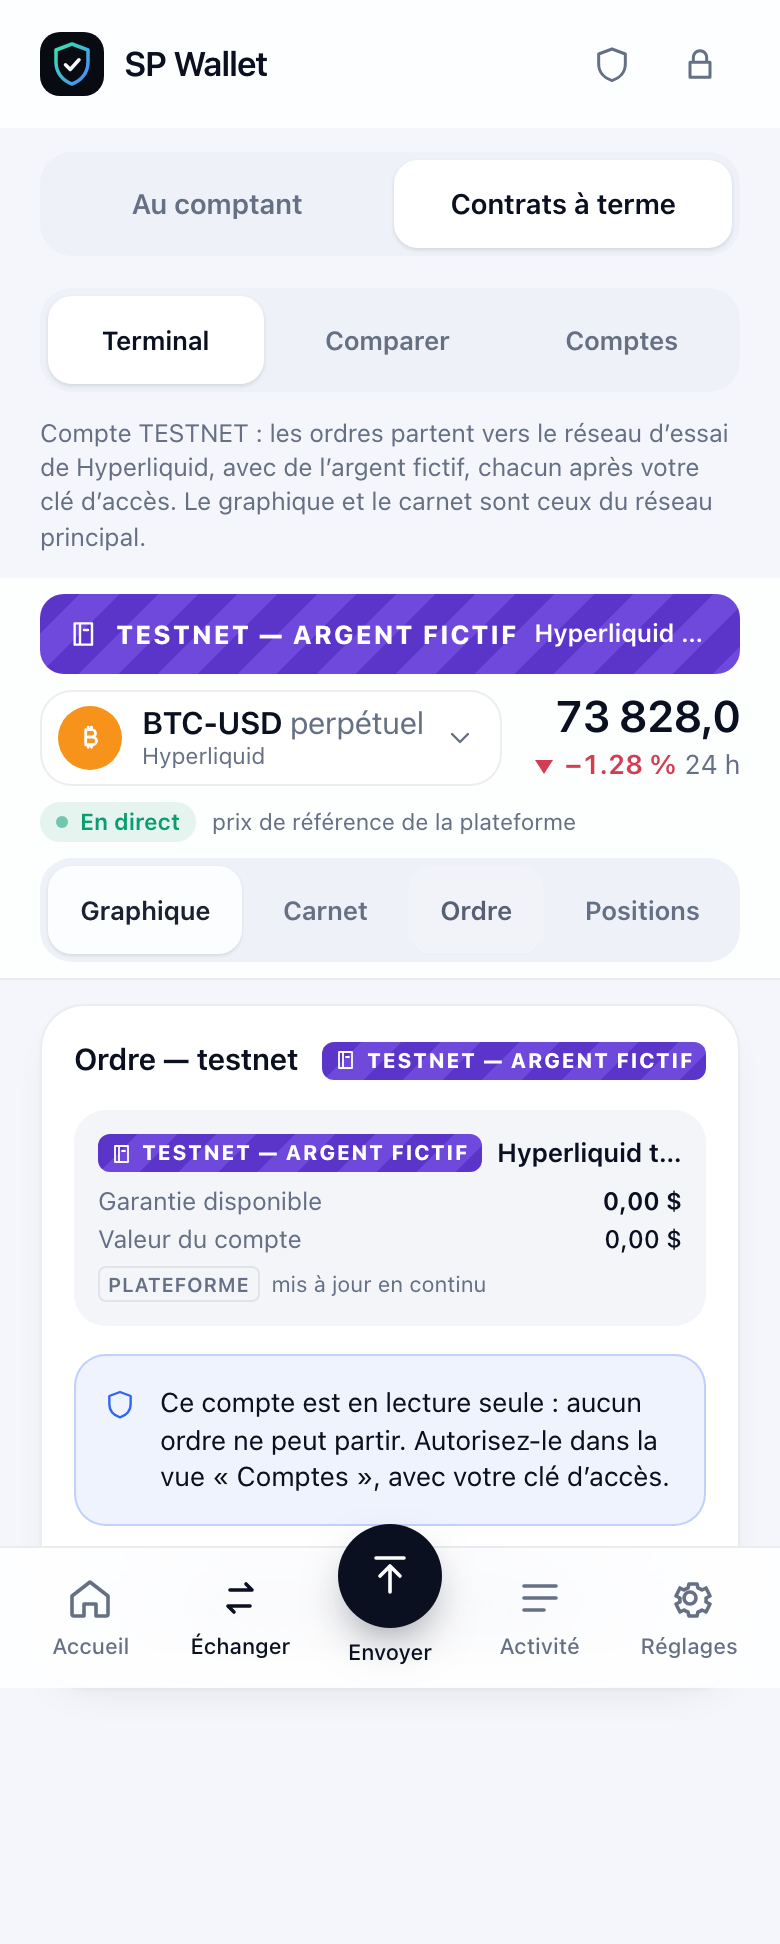 SP Wallet
Au comptant
Contrats à terme
Terminal
Comparer
Comptes
Compte TESTNET : les ordres partent vers le réseau d’essai
de Hyperliquid, avec de l’argent fictif, chacun après votre
clé d’accès. Le graphique et le carnet sont ceux du réseau
principal.
TESTNET — ARGENT FICTIF Hyperliquid ...
BTC-USD perpétuel
Hyperliquid
73 828,0
▼ −1.28 % 24 h
En direct prix de référence de la plateforme
Graphique
Carnet
Ordre
Positions
Ordre — testnet
TESTNET — ARGENT FICTIF
TESTNET — ARGENT FICTIF Hyperliquid t...
Garantie disponible 0,00 $
Valeur du compte 0,00 $
PLATEFORME mis à jour en continu
Ce compte est en lecture seule : aucun
ordre ne peut partir. Autorisez-le dans la
vue « Comptes », avec votre clé d’accès.
Accueil
Échanger
Envoyer
Activité
Réglages